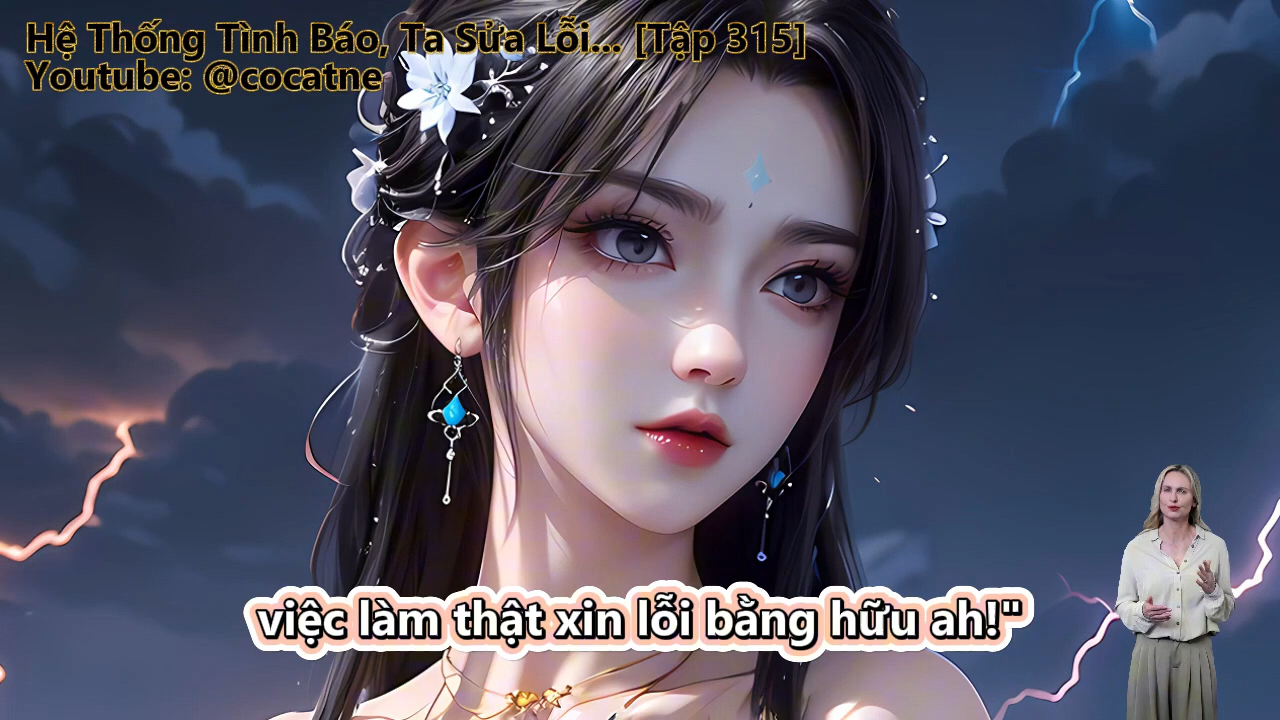 Hệ Thống Tình Báo, Ta Sửa Lỗi... [Tập 315]
Youtube: @cocatne
việc làm thật xin lỗi bằng hữu ah!"